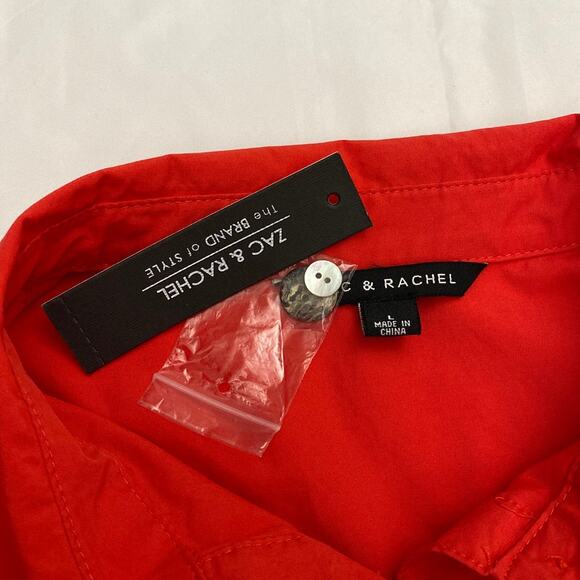 ZAC & RACHEL
The BRAND of STYLE
C & RACHEL
L
MADE IN
CHINA